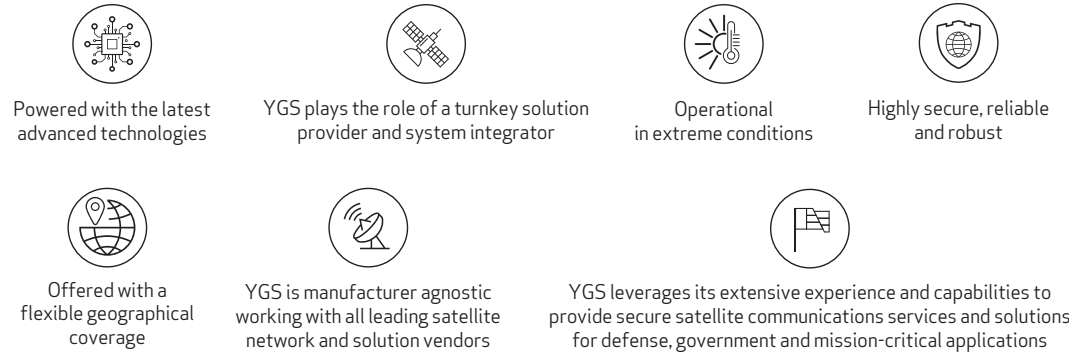 Powered with the latest
advanced technologies
YGS plays the role of a turnkey solution
provider and system integrator
Operational
in extreme conditions
Highly secure, reliable
and robust
Offered with a
flexible geographical
coverage
YGS is manufacturer agnostic
working with all leading satellite
network and solution vendors
YGS leverages its extensive experience and capabilities to
provide secure satellite communications services and solutions
for defense, government and mission-critical applications